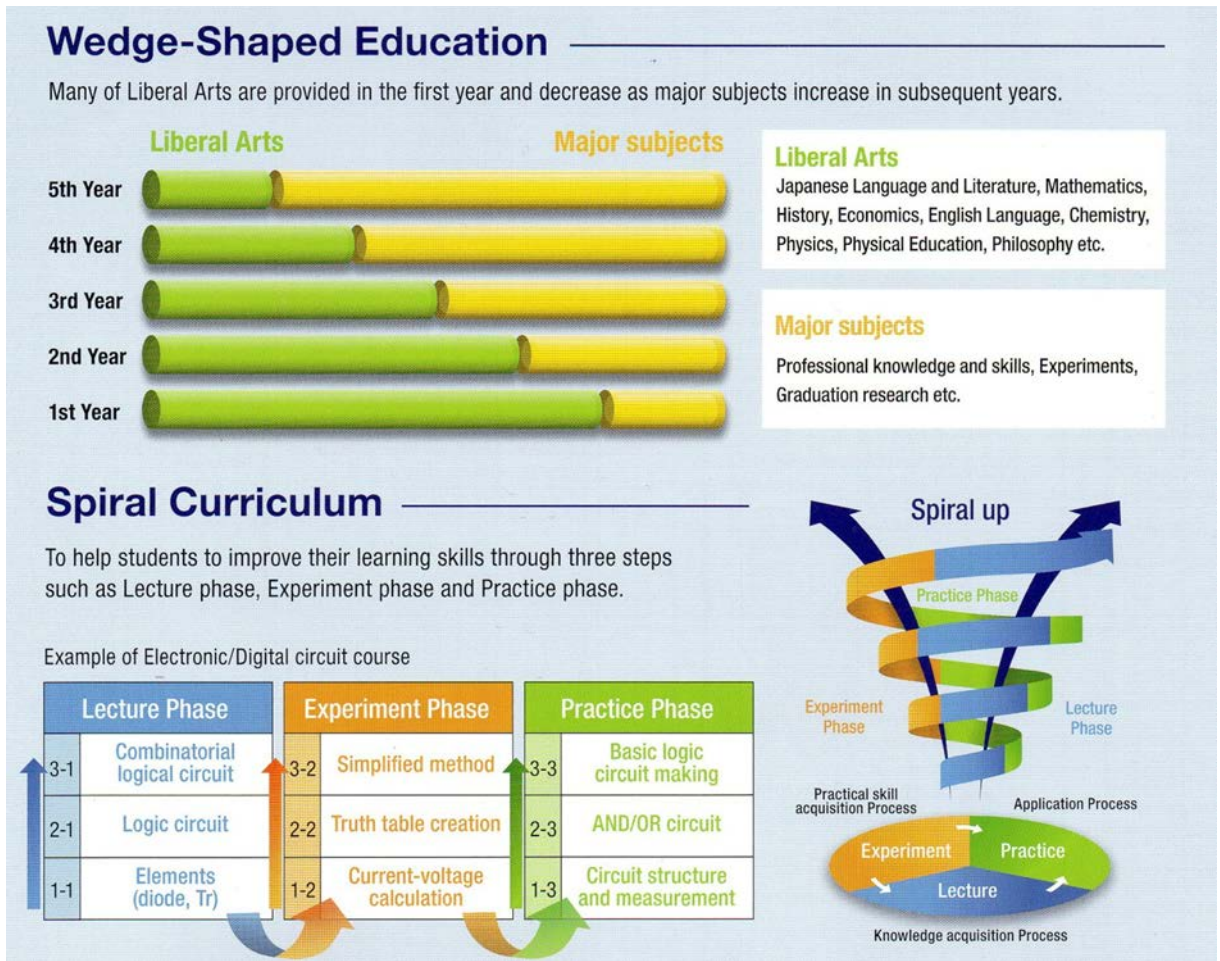 Wedge-Shaped Education
Many of Liberal Arts are provided in the first year and decrease as major subjects increase in subsequent years.
Liberal Arts
Major subjects
5th Year
4th Year
3rd Year
2nd Year
1st Year
Liberal Arts
Japanese Language and Literature, Mathematics,
History, Economics, English Language, Chemistry,
Physics, Physical Education, Philosophy etc.
Major subjects
Professional knowledge and skills, Experiments,
Graduation research etc.
Spiral Curriculum
To help students to improve their learning skills through three steps
such as Lecture phase, Experiment phase and Practice phase.
Example of Electronic/Digital circuit course
Lecture Phase
3-1 Combinatorial
logical circuit
2-1 Logic circuit
1-1 Elements
(diode, Tr)
Experiment Phase
3-2 Simplified method
2-2 Truth table creation
1-2 Current-voltage
calculation
Practice Phase
3-3 Basic logic
circuit making
2-3 AND/OR circuit
1-3 Circuit structure
and measurement
Spiral up
Practice Phase
Experiment
Phase
Lecture
Phase
Practical skill
acquisition Process
Application Process
Experiment
Practice
Lecture
Knowledge acquisition Process